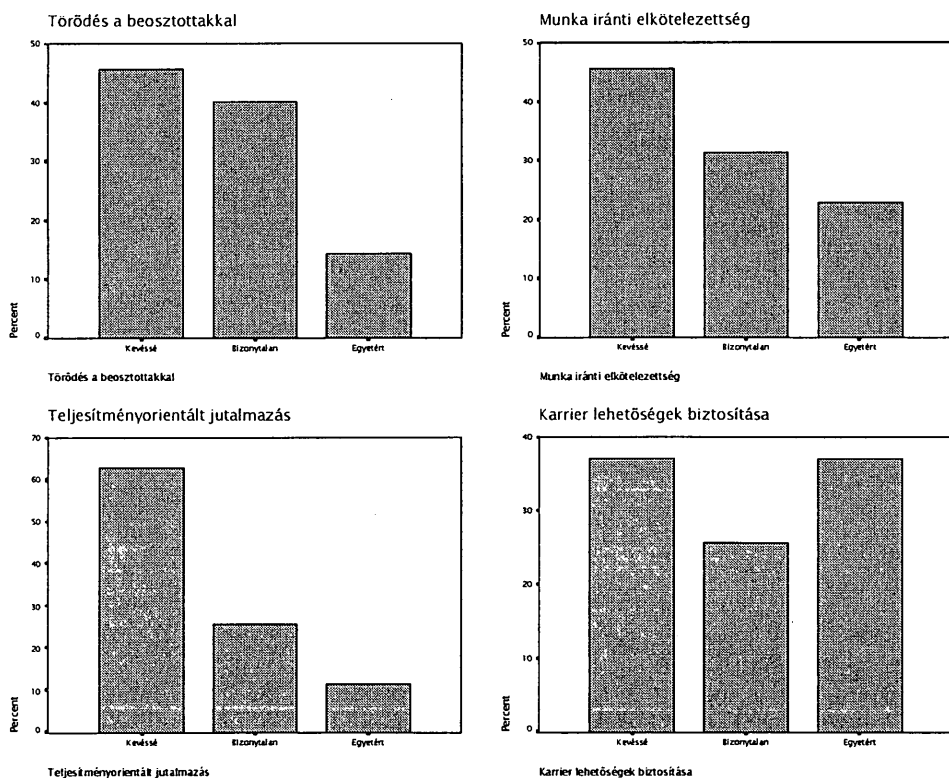 Törődés a beosztottakkal
50
40
30
20
10
0
Percent
Kevéssé Bizonytalan Egyetért
Törődés a beosztottakkal
Munka iránti elkötelezettség
50
40
30
20
10
0
Percent
Kevéssé Bizonytalan Egyetért
Munka iránti elkötelezettség
Teljesítményorientált jutalmazás
70
60
50
40
30
20
10
0
Percent
Kevéssé Bizonytalan Egyetért
Teljesítményorientált jutalmazás
Karrier lehetőségek biztosítása
40
30
20
10
0
Percent
Kevéssé Bizonytalan Egyetért
Karrier lehetőségek biztosítása